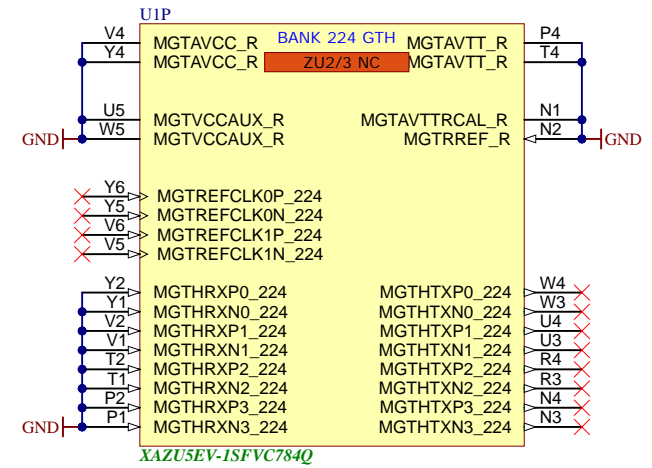 U1P
BANK 224 GTH
ZU2/3 NC
V4 MGTAVCC_R MGTAVTT_R P4
Y4 MGTAVCC_R MGTAVTT_R T4
U5 MGTVCCAUX_R MGTAVTTRCAL_R N1
GND W5 MGTVCCAUX_R MGTRREF_R N2 GND
Y6 MGTREFCLK0P_224
Y5 MGTREFCLK0N_224
V6 MGTREFCLK1P_224
V5 MGTREFCLK1N_224
Y2 MGTHRXP0_224 MGTHTXP0_224 W4
Y1 MGTHRXN0_224 MGTHTXN0_224 W3
V2 MGTHRXP1_224 MGTHTXP1_224 U4
V1 MGTHRXN1_224 MGTHTXN1_224 U3
T2 MGTHRXP2_224 MGTHTXP2_224 R4
T1 MGTHRXN2_224 MGTHTXN2_224 R3
P2 MGTHRXP3_224 MGTHTXP3_224 N4
GND P1 MGTHRXN3_224 MGTHTXN3_224 N3
XAZU5EV-1SFVC784Q